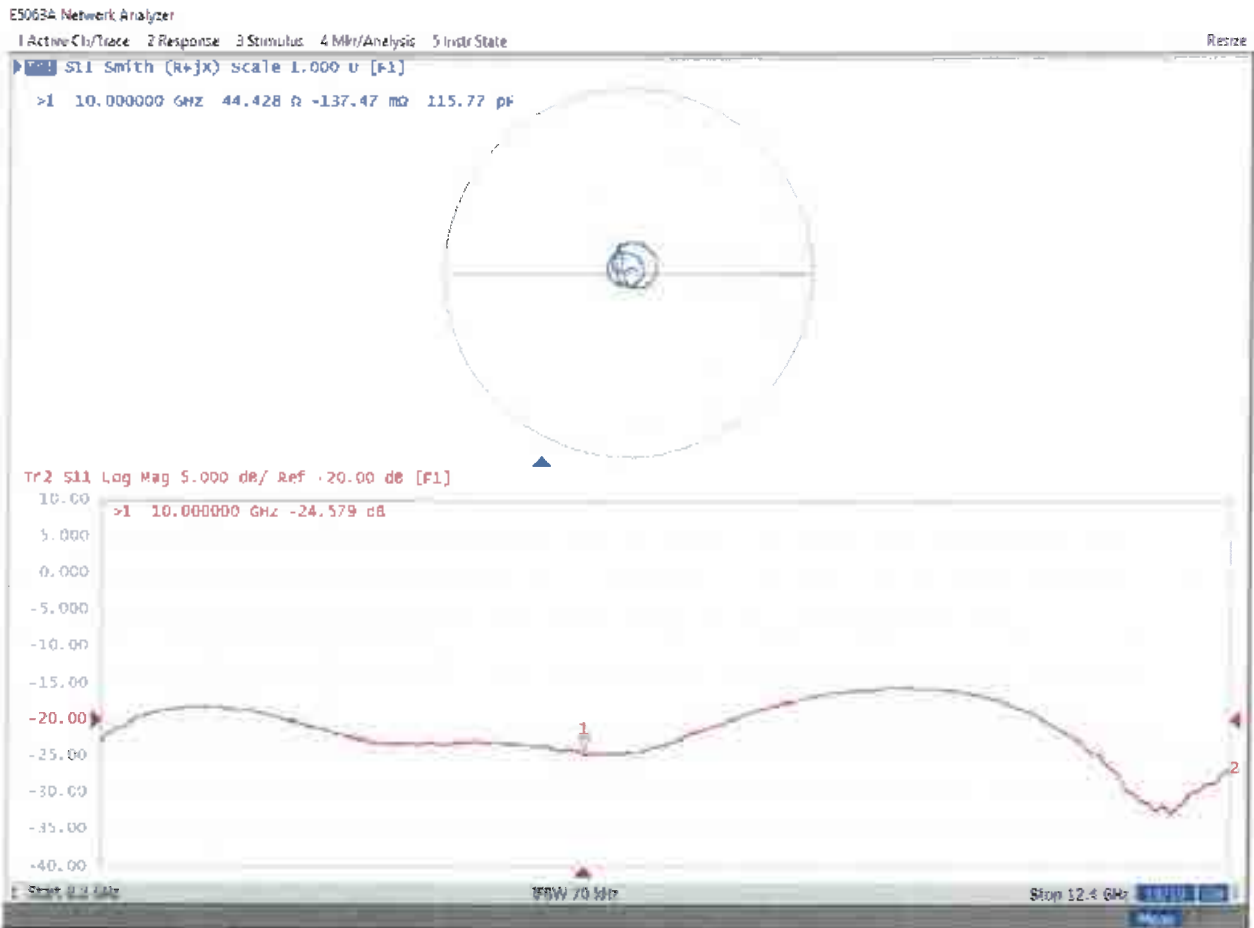 E5063A Network Analyzer
1 Active Ch/Trace 2 Response 3 Stimulus 4 Mkr/Analysis 5 Instr State Resize
S11 Smith (R+jX) Scale 1.000 U [F1]
>1 10.000000 GHz 44.428 Ω -137.47 mΩ 115.77 pF
Tr2 S11 Log Mag 5.000 dB/ Ref -20.00 dB [F1]
10.00
>1 10.000000 GHz -24.579 dB
5.000
0.000
-5.000
-10.00
-15.00
-20.00
1
-25.00
2
-30.00
-35.00
-40.00
Start IFBW 70 kHz Stop 12.4 GHz